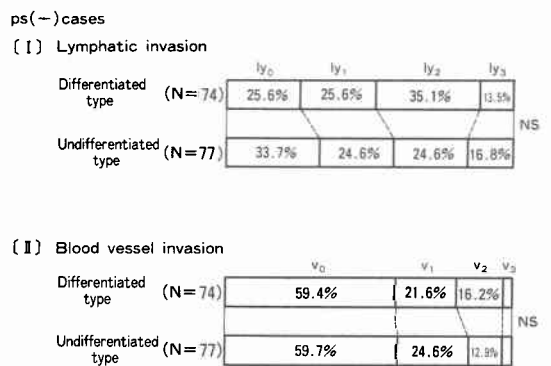 ps(−)cases
〔Ⅰ〕 Lymphatic invasion
ly₀ ly₁ ly₂ ly₃
Differentiated type (N=74) 25.6% 25.6% 35.1% 13.5%
NS
Undifferentiated type (N=77) 33.7% 24.6% 24.6% 16.8%
〔Ⅱ〕 Blood vessel invasion
v₀ v₁ v₂ v₃
Differentiated type (N=74) 59.4% 21.6% 16.2%
NS
Undifferentiated type (N=77) 59.7% 24.6% 12.9%